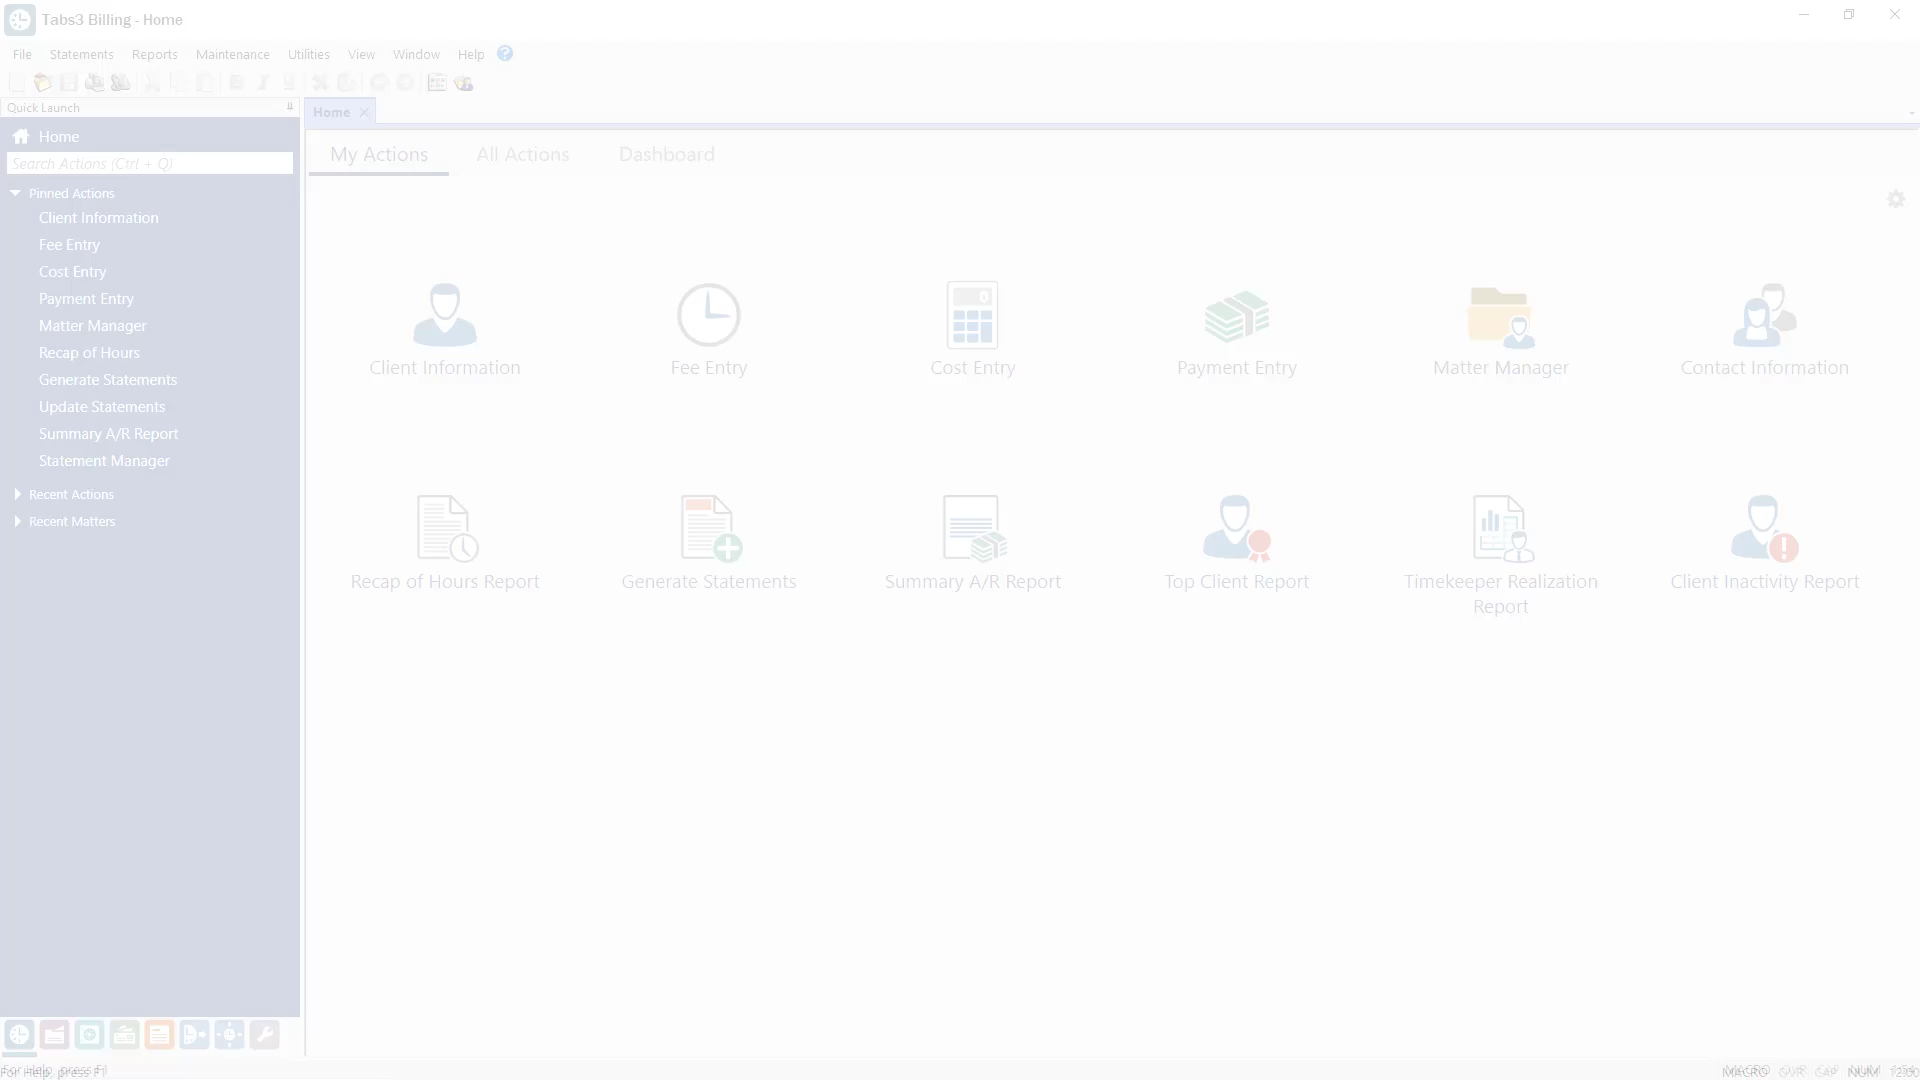 Tabs3 Billing - Home
File Statements Reports Maintenance Utilities View Window Help
Quick Launch
Home
Search Actions (Ctrl + Q)
Pinned Actions
Client Information
Fee Entry
Cost Entry
Payment Entry
Matter Manager
Recap of Hours
Generate Statements
Update Statements
Summary A/R Report
Statement Manager
Recent Actions
Recent Matters
Home
My Actions All Actions Dashboard
Client Information
Fee Entry
Cost Entry
Payment Entry
Matter Manager
Contact Information
Recap of Hours Report
Generate Statements
Summary A/R Report
Top Client Report
Timekeeper Realization
Report
Client Inactivity Report
For Help, press F1
MACRO OVR CAP NUM